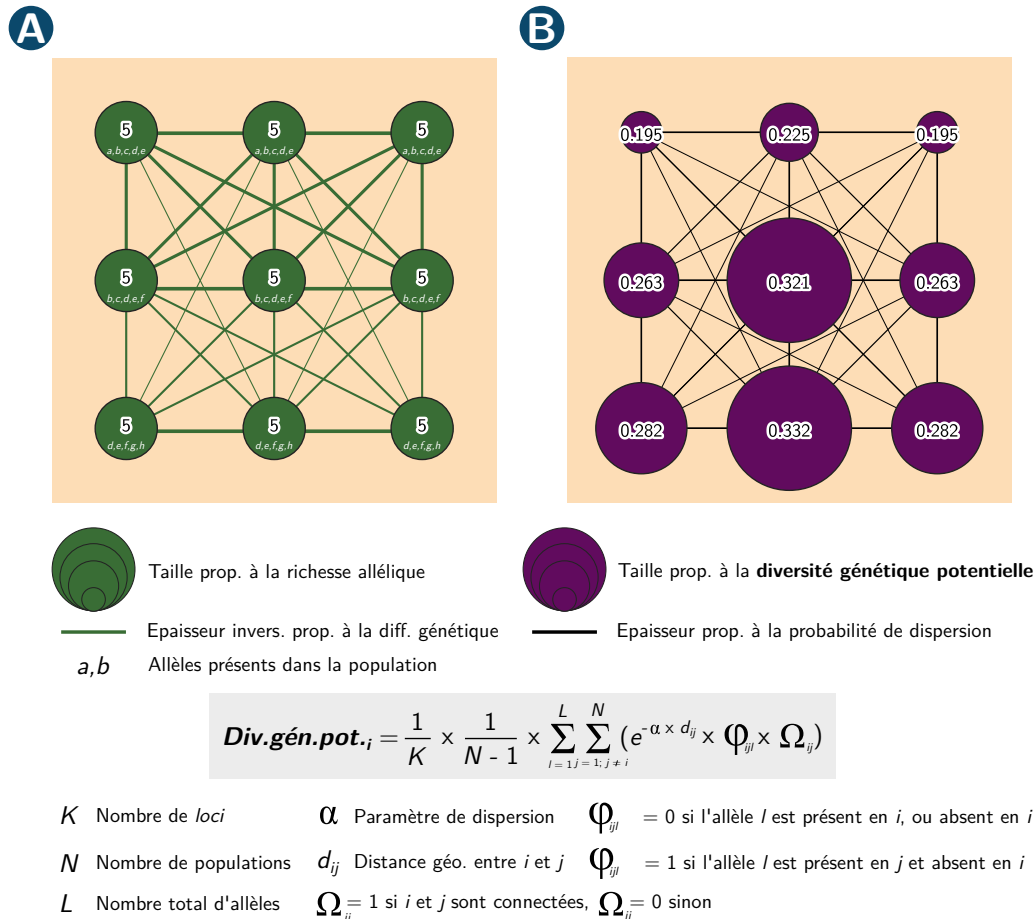 A
B
5 5 5
a,b,c,d,e a,b,c,d,e a,b,c,d,e
5 5 5
b,c,d,e,f b,c,d,e,f b,c,d,e,f
5 5 5
d,e,f,g,h d,e,f,g,h d,e,f,g,h
0.195 0.225 0.195
0.263 0.321 0.263
0.282 0.332 0.282
Taille prop. à la richesse allélique
Epaisseur invers. prop. à la diff. génétique
a,b Allèles présents dans la population
Taille prop. à la diversité génétique potentielle
Epaisseur prop. à la probabilité de dispersion
Div.gén.pot.i = 1/K x 1/(N - 1) x ∑ l = 1 L ∑ j = 1; j ≠ i N (e^-α x dij x φijl x Ωij)
K Nombre de loci α Paramètre de dispersion φijl = 0 si l'allèle l est présent en i, ou absent en i
N Nombre de populations dij Distance géo. entre i et j φijl = 1 si l'allèle l est présent en j et absent en i
L Nombre total d'allèles Ωij = 1 si i et j sont connectées, Ωij = 0 sinon